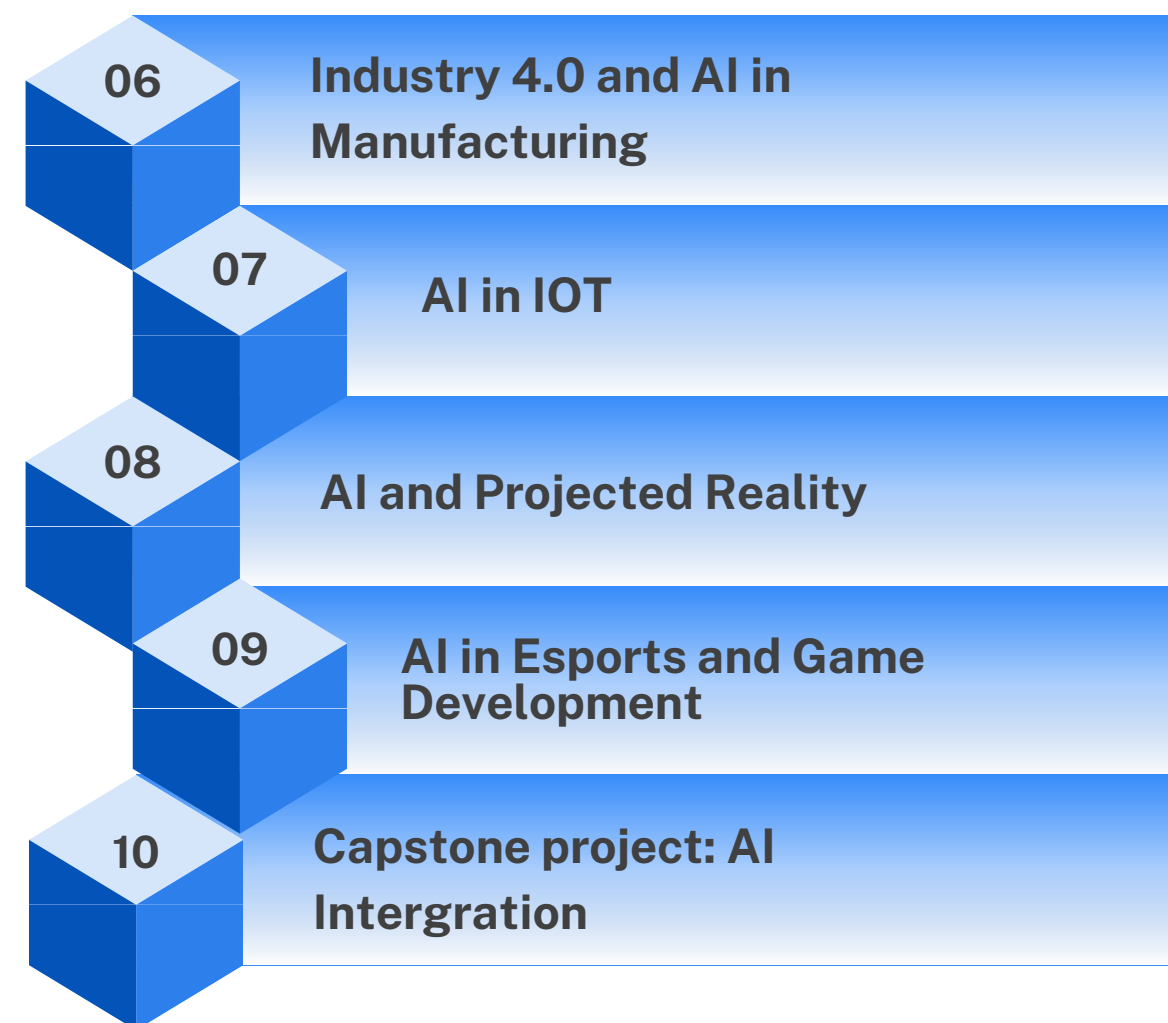 06
Industry 4.0 and AI in
Manufacturing
07
AI in IOT
08
AI and Projected Reality
09
AI in Esports and Game
Development
10
Capstone project: AI
Intergration